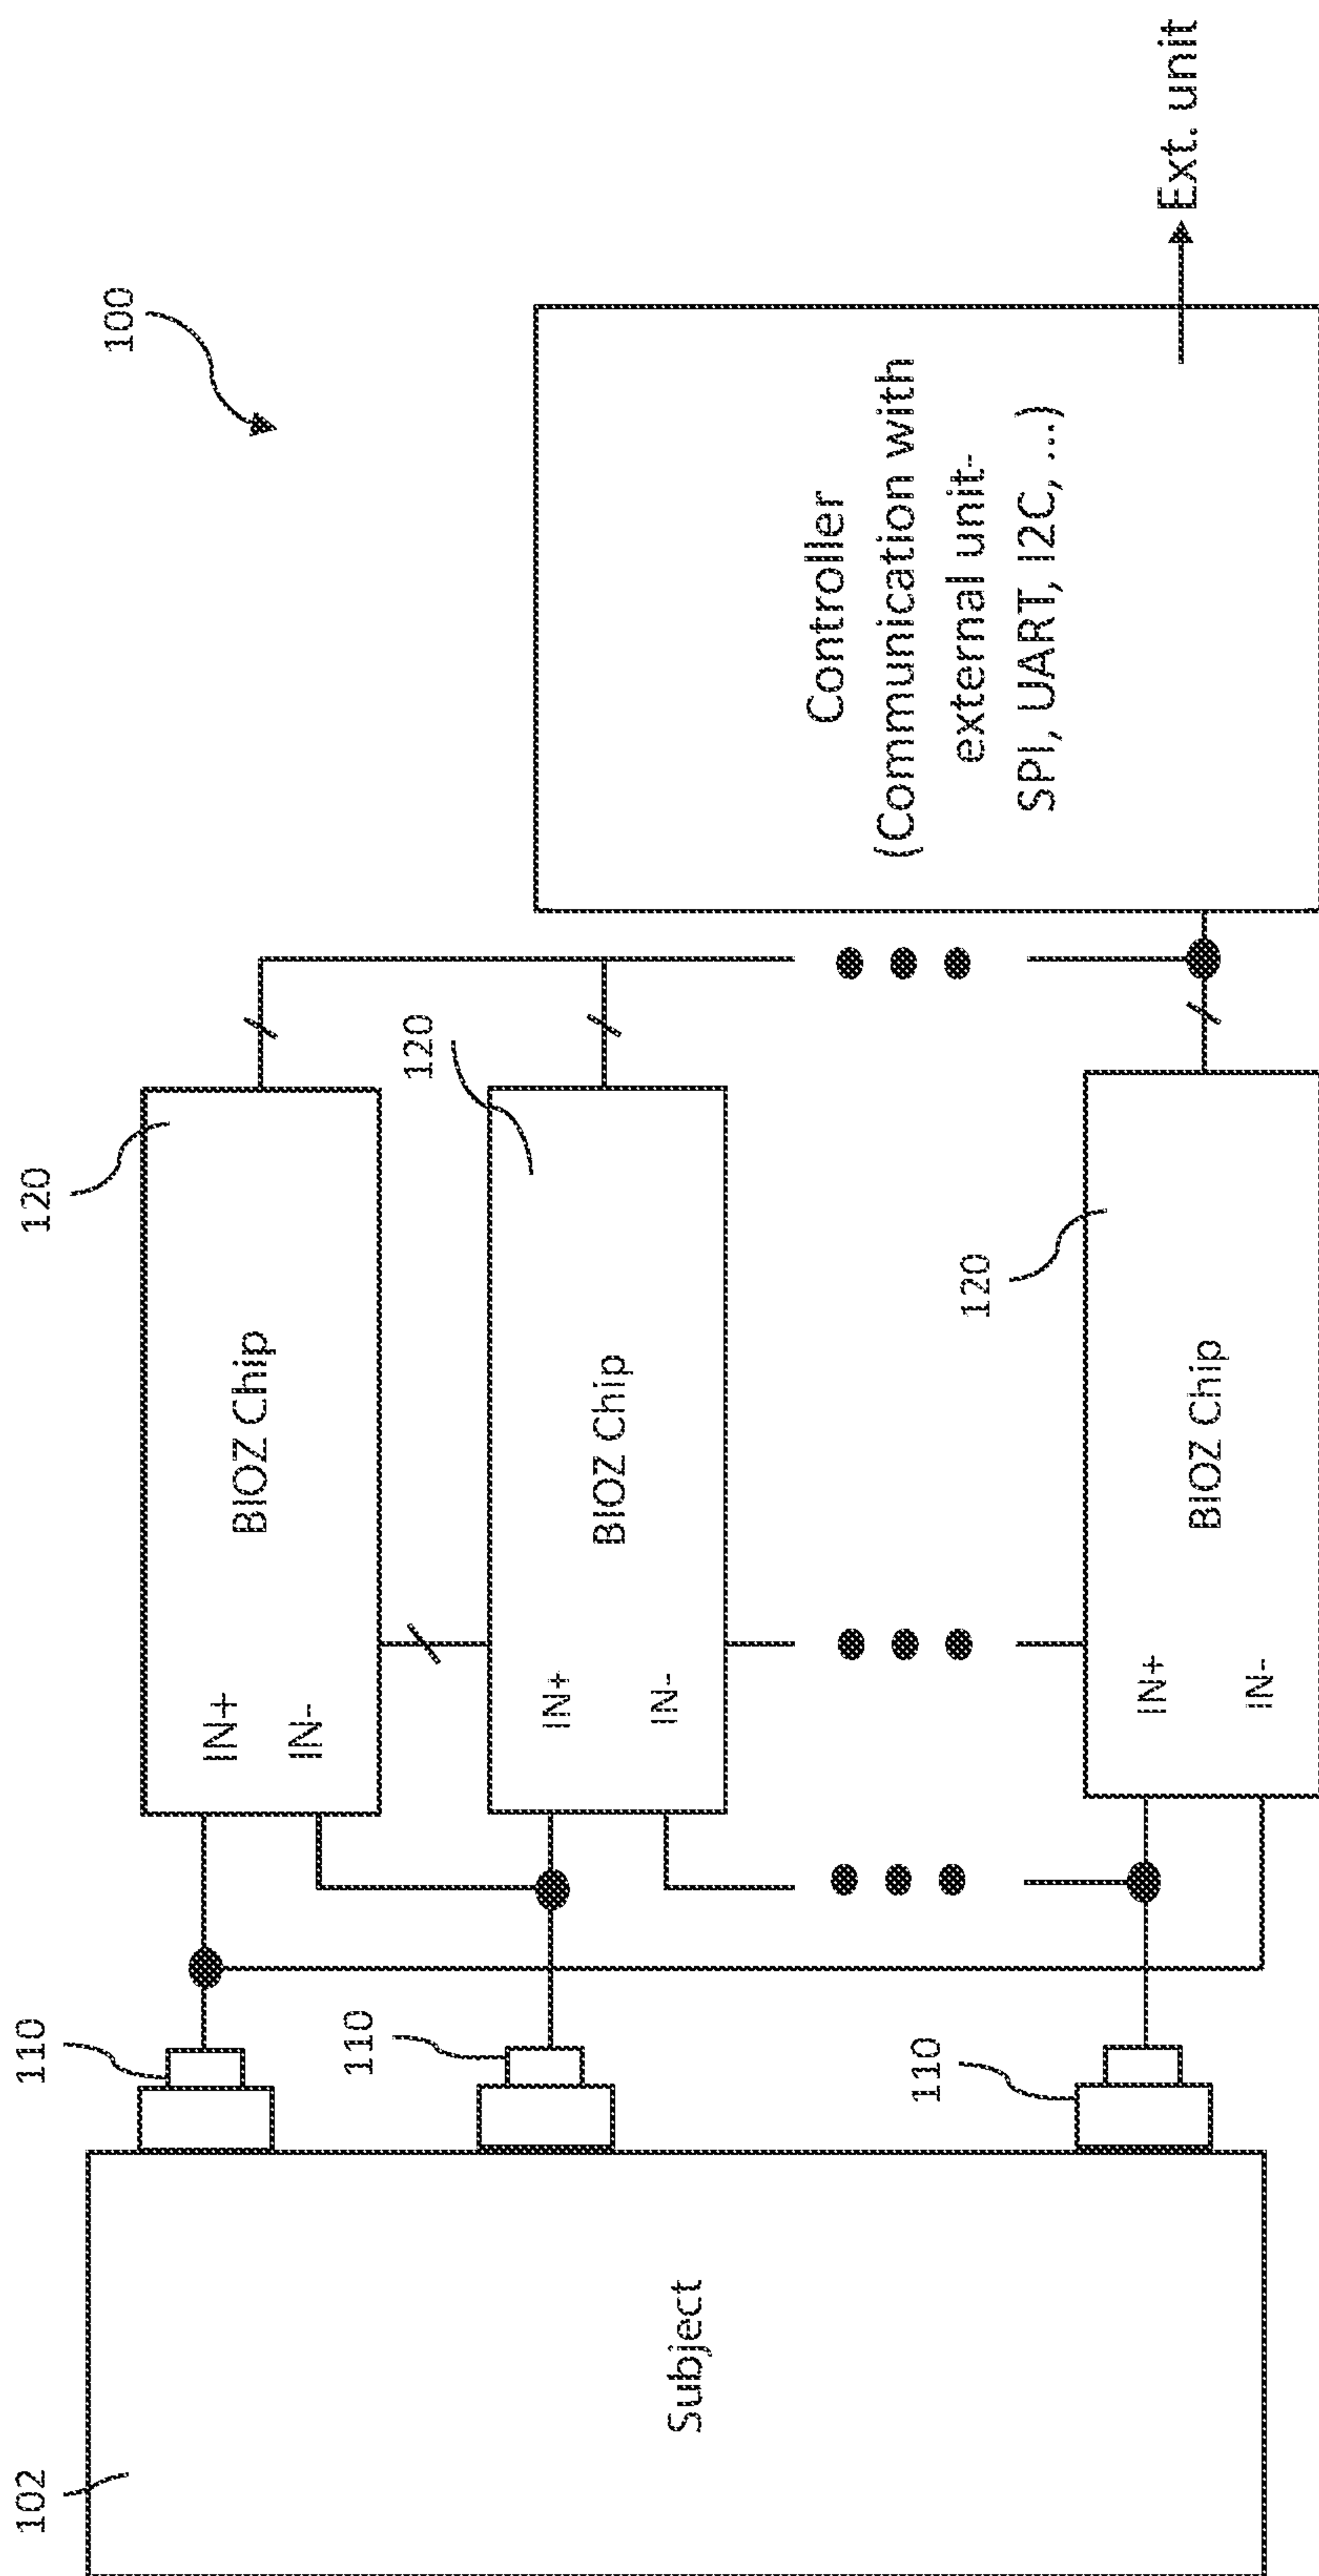 102
110
120
100
IN+
IN-
BIOZ Chip
110
120
IN+
IN-
BIOZ Chip
Subject
Controller
(Communication with
external unit-
SPI, UART, I2C, ...)
110
120
IN+
IN-
BIOZ Chip
Ext. unit